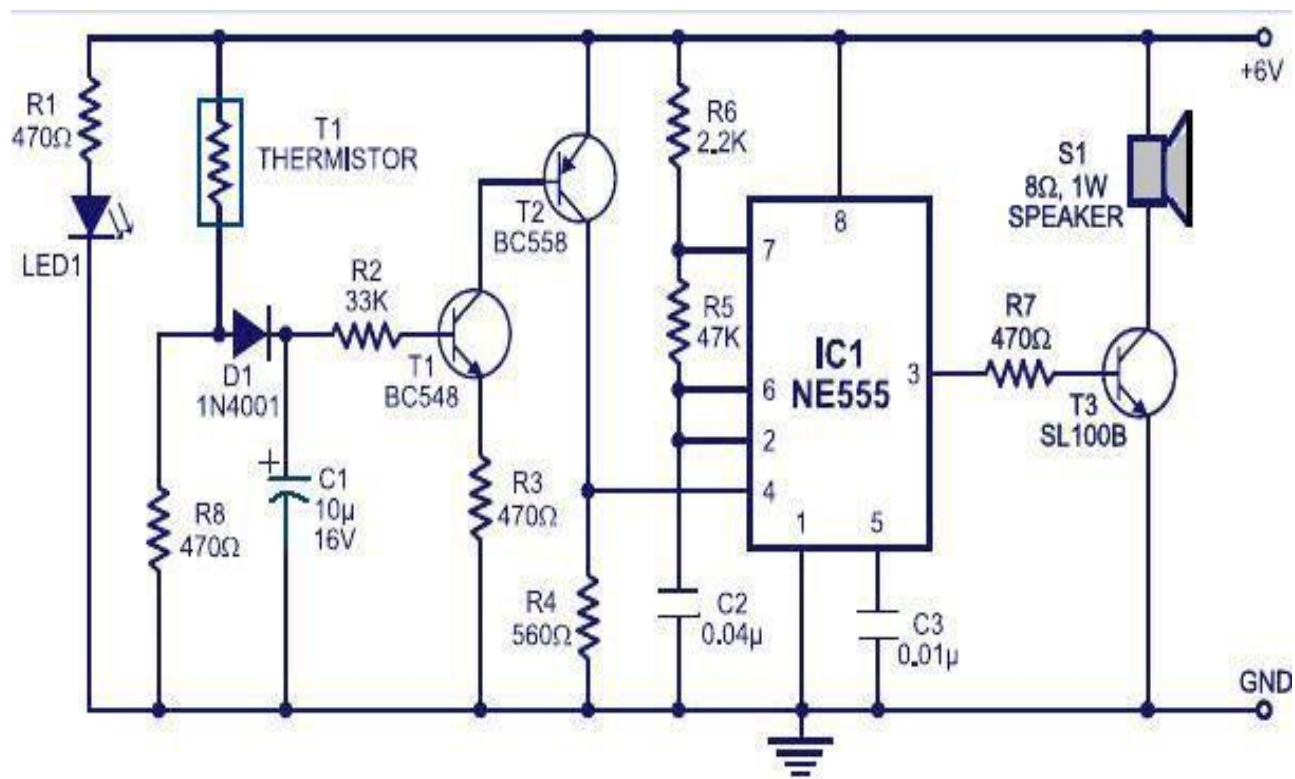 +6V
R1
470Ω
LED1
T1
THERMISTOR
R6
2.2K
S1
8Ω, 1W
SPEAKER
T2
BC558
8
7
R2
33K
R5
47K
R7
470Ω
D1
1N4001
T1
BC548
IC1
NE555
3
6
2
4
T3
SL100B
+
C1
10µ
16V
R8
470Ω
R3
470Ω
1
5
R4
560Ω
C2
0.04µ
C3
0.01µ
GND